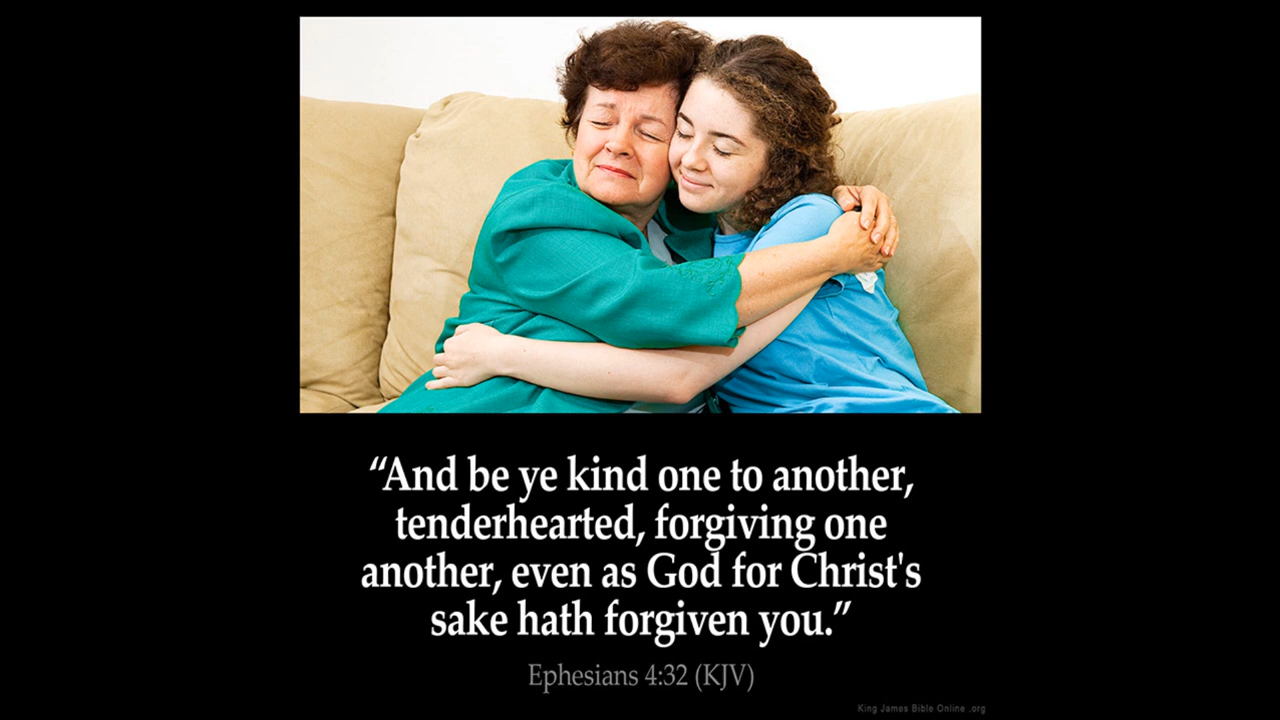 “And be ye kind one to another,
tenderhearted, forgiving one
another, even as God for Christ's
sake hath forgiven you.”
Ephesians 4:32 (KJV)
King James Bible Online .org